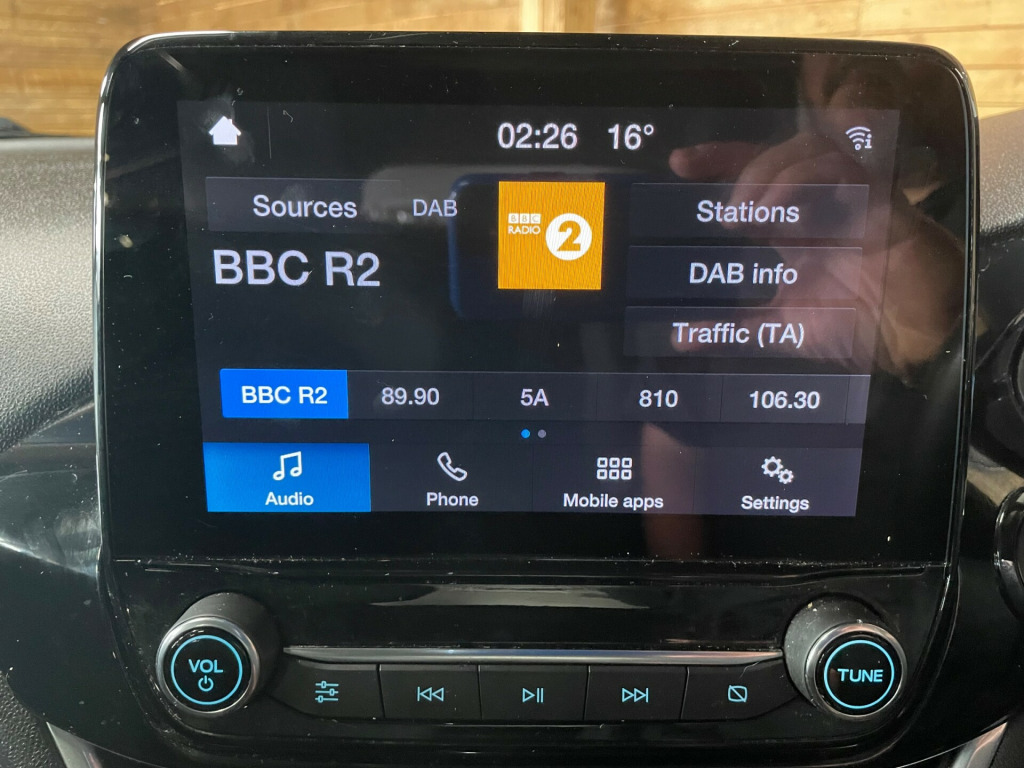 02:26 16°
Sources DAB
BBC
RADIO 2
Stations
BBC R2
DAB info
Traffic (TA)
BBC R2 89.90 5A 810 106.30
Audio Phone Mobile apps Settings
VOL
TUNE